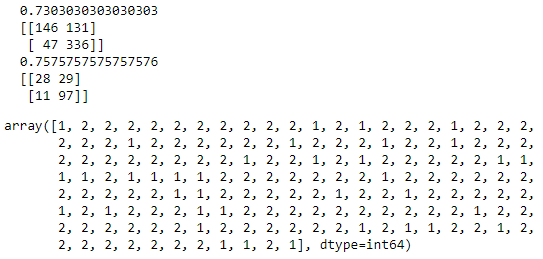 0.7303030303030303
[[146 131]
[ 47 336]]
0.7575757575757576
[[28 29]
[11 97]]
array([1, 2, 2, 2, 2, 2, 2, 2, 2, 2, 2, 1, 2, 1, 2, 2, 2, 1, 2, 2, 2,
2, 2, 2, 1, 2, 2, 2, 2, 2, 2, 1, 2, 2, 2, 1, 2, 2, 1, 2, 2, 2,
2, 2, 2, 2, 2, 2, 2, 2, 1, 2, 2, 1, 2, 1, 2, 2, 2, 2, 2, 1, 1,
1, 1, 2, 1, 1, 1, 1, 2, 2, 2, 2, 2, 2, 2, 1, 2, 2, 2, 2, 2, 2,
2, 2, 2, 2, 2, 1, 1, 2, 2, 2, 2, 2, 1, 2, 2, 1, 2, 2, 2, 2, 2,
1, 2, 1, 2, 2, 2, 1, 1, 2, 2, 2, 2, 2, 2, 2, 2, 2, 2, 1, 2, 2,
2, 2, 2, 2, 2, 2, 1, 2, 2, 2, 2, 2, 2, 1, 2, 1, 1, 2, 2, 1, 2,
2, 2, 2, 2, 2, 2, 2, 1, 1, 2, 1], dtype=int64)